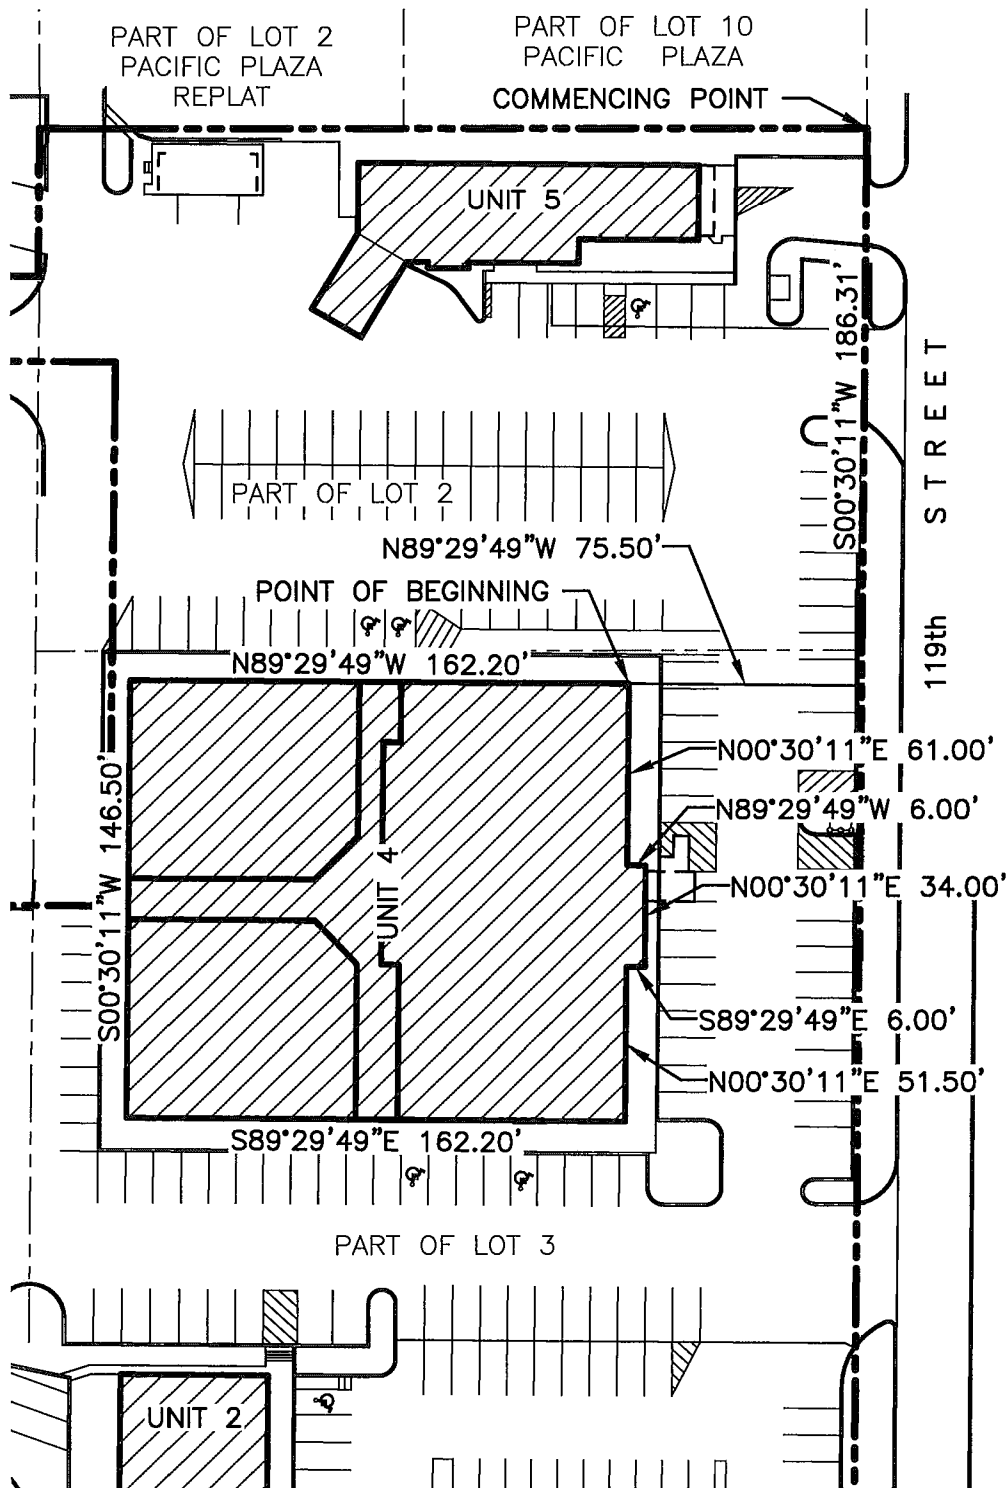 PART OF LOT 2
PACIFIC PLAZA
REPLAT
PART OF LOT 10
PACIFIC PLAZA
COMMENCING POINT
UNIT 5
S00°30'11"W 186.31'
119th STREET
PART OF LOT 2
N89°29'49"W 75.50'
POINT OF BEGINNING
N89°29'49"W 162.20'
N00°30'11"E 61.00'
N89°29'49"W 6.00'
S00°30'11"W 146.50'
UNIT 4
N00°30'11"E 34.00'
S89°29'49"E 6.00'
N00°30'11"E 51.50'
S89°29'49"E 162.20'
PART OF LOT 3
UNIT 2